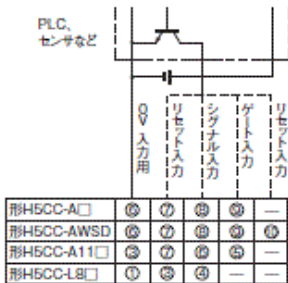 PLC、
センサなど
0V 入力用
リセット入力
シグナル入力
ゲート入力
リセット入力
形H5CC-A□ ⑥ ⑦ ⑧ ⑨ —
形H5CC-AWSD ⑥ ⑦ ⑧ ⑨ ⑩
形H5CC-A11□ ③ ⑦ ⑥ ⑤ —
形H5CC-L8□ ① ③ ④ — —